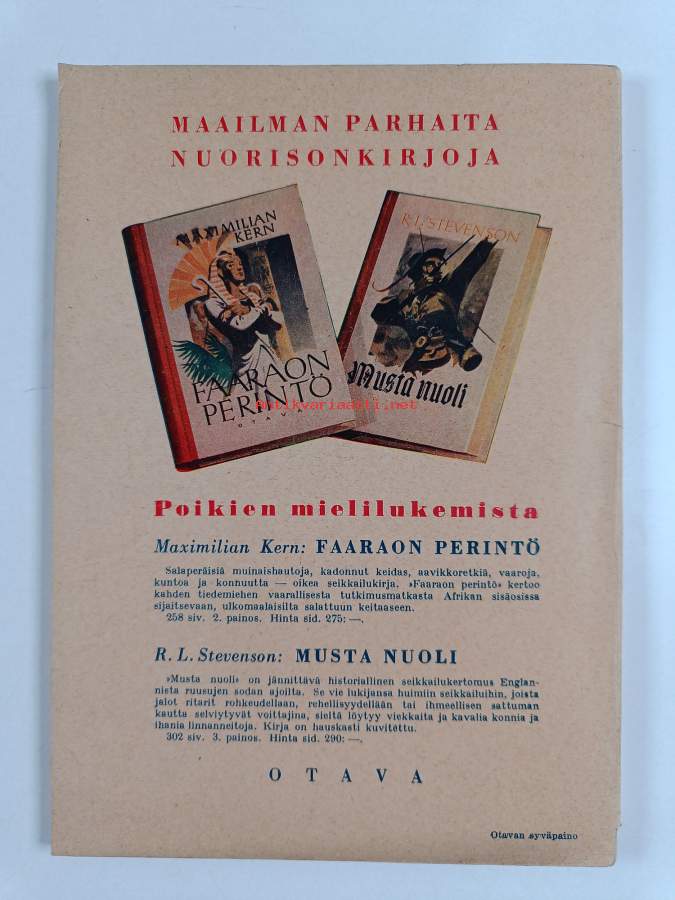 MAAILMAN PARHAITA
NUORISONKIRJOJA
MAXIMILIAN
KERN
FAARAON
PERINTÖ
OTAVA
R.L. STEVENSON
Musta nuoli
antikvariaatti.net
Poikien mielilukemista
Maximilian Kern: FAARAON PERINTÖ
Salaperäisiä muinaishautoja, kadonnut keidas, aavikkoretkiä, vaaroja,
kuntoa ja konnuutta — oikea seikkailukirja. »Faaraon perintö» kertoo
kahden tiedemiehen vaarallisesta tutkimusmatkasta Afrikan sisäosissa
sijaitsevaan, ulkomaalaisilta salattuun keitaaseen.
258 siv. 2. painos. Hinta sid. 275: —.
R. L. Stevenson: MUSTA NUOLI
»Musta nuoli» on jännittävä historiallinen seikkailukertomus Englan-
nista ruusujen sodan ajoilta. Se vie lukijansa huimiin seikkailuihin, joista
jalot ritarit rohkeudellaan, rehellisyydellään tai ihmeellisen sattuman
kautta selviytyvät voittajina, sieltä löytyy viekkaita ja kavalia konnia ja
ihania linnanneitoja. Kirja on hauskasti kuvitettu.
302 siv. 3. painos. Hinta sid. 290: —.
OTAVA
Otavan syväpaino